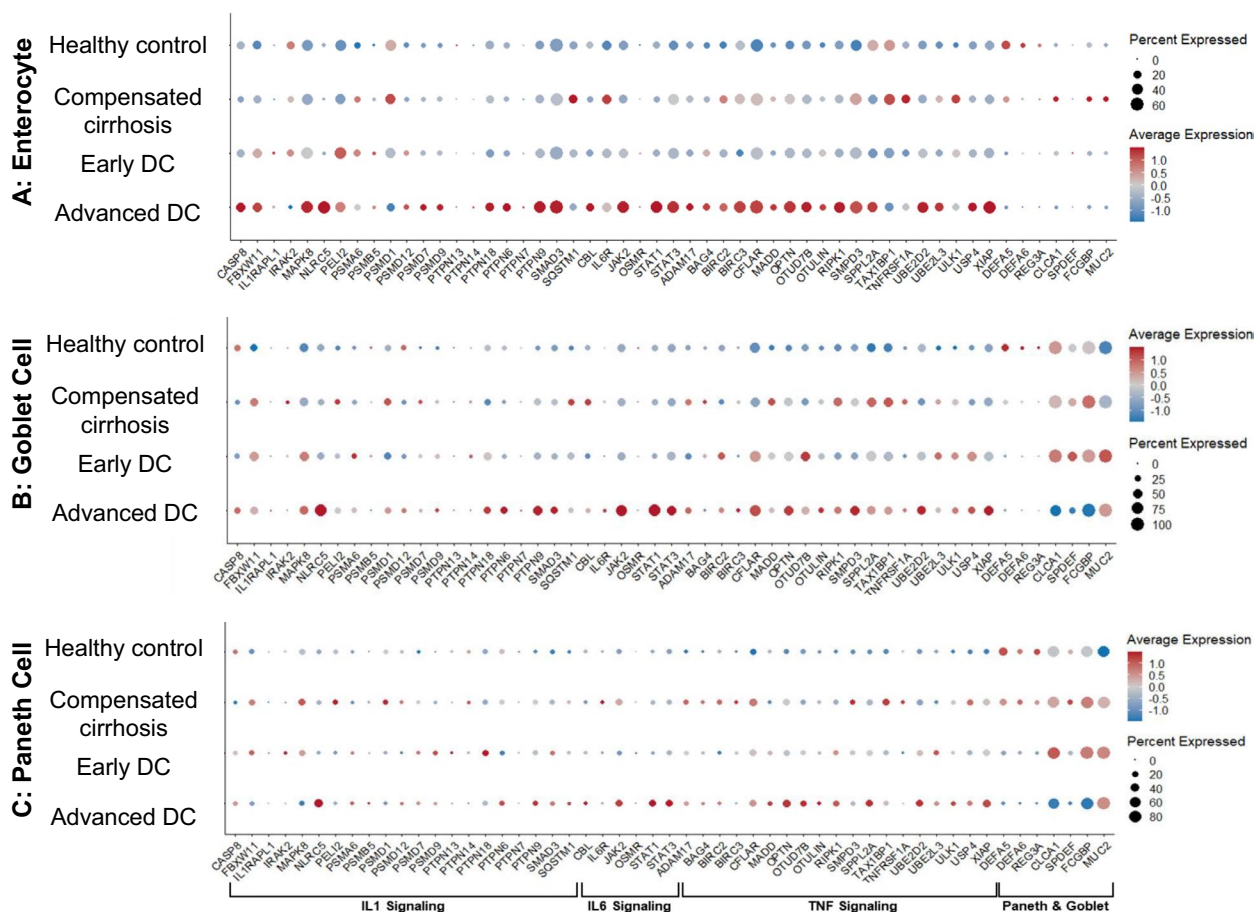 A: Enterocyte
Healthy control
Compensated
cirrhosis
Early DC
Advanced DC
Percent Expressed
0
20
40
60
Average Expression
1.0
0.5
0.0
-0.5
-1.0
CASP8 FBXW11 IL1RAPL1 IRAK2 MAPK8 NLRC5 PELI2 PSMA6 PSMB5 PSMD1 PSMD12 PSMD7 PSMD9 PTPN13 PTPN14 PTPN18 PTPN6 PTPN7 PTPN9 SMAD3 SQSTM1 CBL IL6R JAK2 OSMR STAT1 STAT3 ADAM17 BAG4 BIRC2 BIRC3 CFLAR MADD OPTN OTUD7B OTULIN RIPK1 SMPD3 SPPL2A TAX1BP1 TNFRSF1A UBE2D2 UBE2L3 ULK1 USP4 XIAP DEFA5 DEFA6 REG3A CLCA1 SPDEF FCGBP MUC2
B: Goblet Cell
Healthy control
Compensated
cirrhosis
Early DC
Advanced DC
Average Expression
1.0
0.5
0.0
-0.5
-1.0
Percent Expressed
0
25
50
75
100
CASP8 FBXW11 IL1RAPL1 IRAK2 MAPK8 NLRC5 PELI2 PSMA6 PSMB5 PSMD1 PSMD12 PSMD7 PSMD9 PTPN13 PTPN14 PTPN18 PTPN6 PTPN7 PTPN9 SMAD3 SQSTM1 CBL IL6R JAK2 OSMR STAT1 STAT3 ADAM17 BAG4 BIRC2 BIRC3 CFLAR MADD OPTN OTUD7B OTULIN RIPK1 SMPD3 SPPL2A TAX1BP1 TNFRSF1A UBE2D2 UBE2L3 ULK1 USP4 XIAP DEFA5 DEFA6 REG3A CLCA1 SPDEF FCGBP MUC2
C: Paneth Cell
Healthy control
Compensated
cirrhosis
Early DC
Advanced DC
Average Expression
1.0
0.5
0.0
-0.5
-1.0
Percent Expressed
0
20
40
60
80
CASP8 FBXW11 IL1RAPL1 IRAK2 MAPK8 NLRC5 PELI2 PSMA6 PSMB5 PSMD1 PSMD12 PSMD7 PSMD9 PTPN13 PTPN14 PTPN18 PTPN6 PTPN7 PTPN9 SMAD3 SQSTM1 CBL IL6R JAK2 OSMR STAT1 STAT3 ADAM17 BAG4 BIRC2 BIRC3 CFLAR MADD OPTN OTUD7B OTULIN RIPK1 SMPD3 SPPL2A TAX1BP1 TNFRSF1A UBE2D2 UBE2L3 ULK1 USP4 XIAP DEFA5 DEFA6 REG3A CLCA1 SPDEF FCGBP MUC2
IL1 Signaling IL6 Signaling TNF Signaling Paneth & Goblet